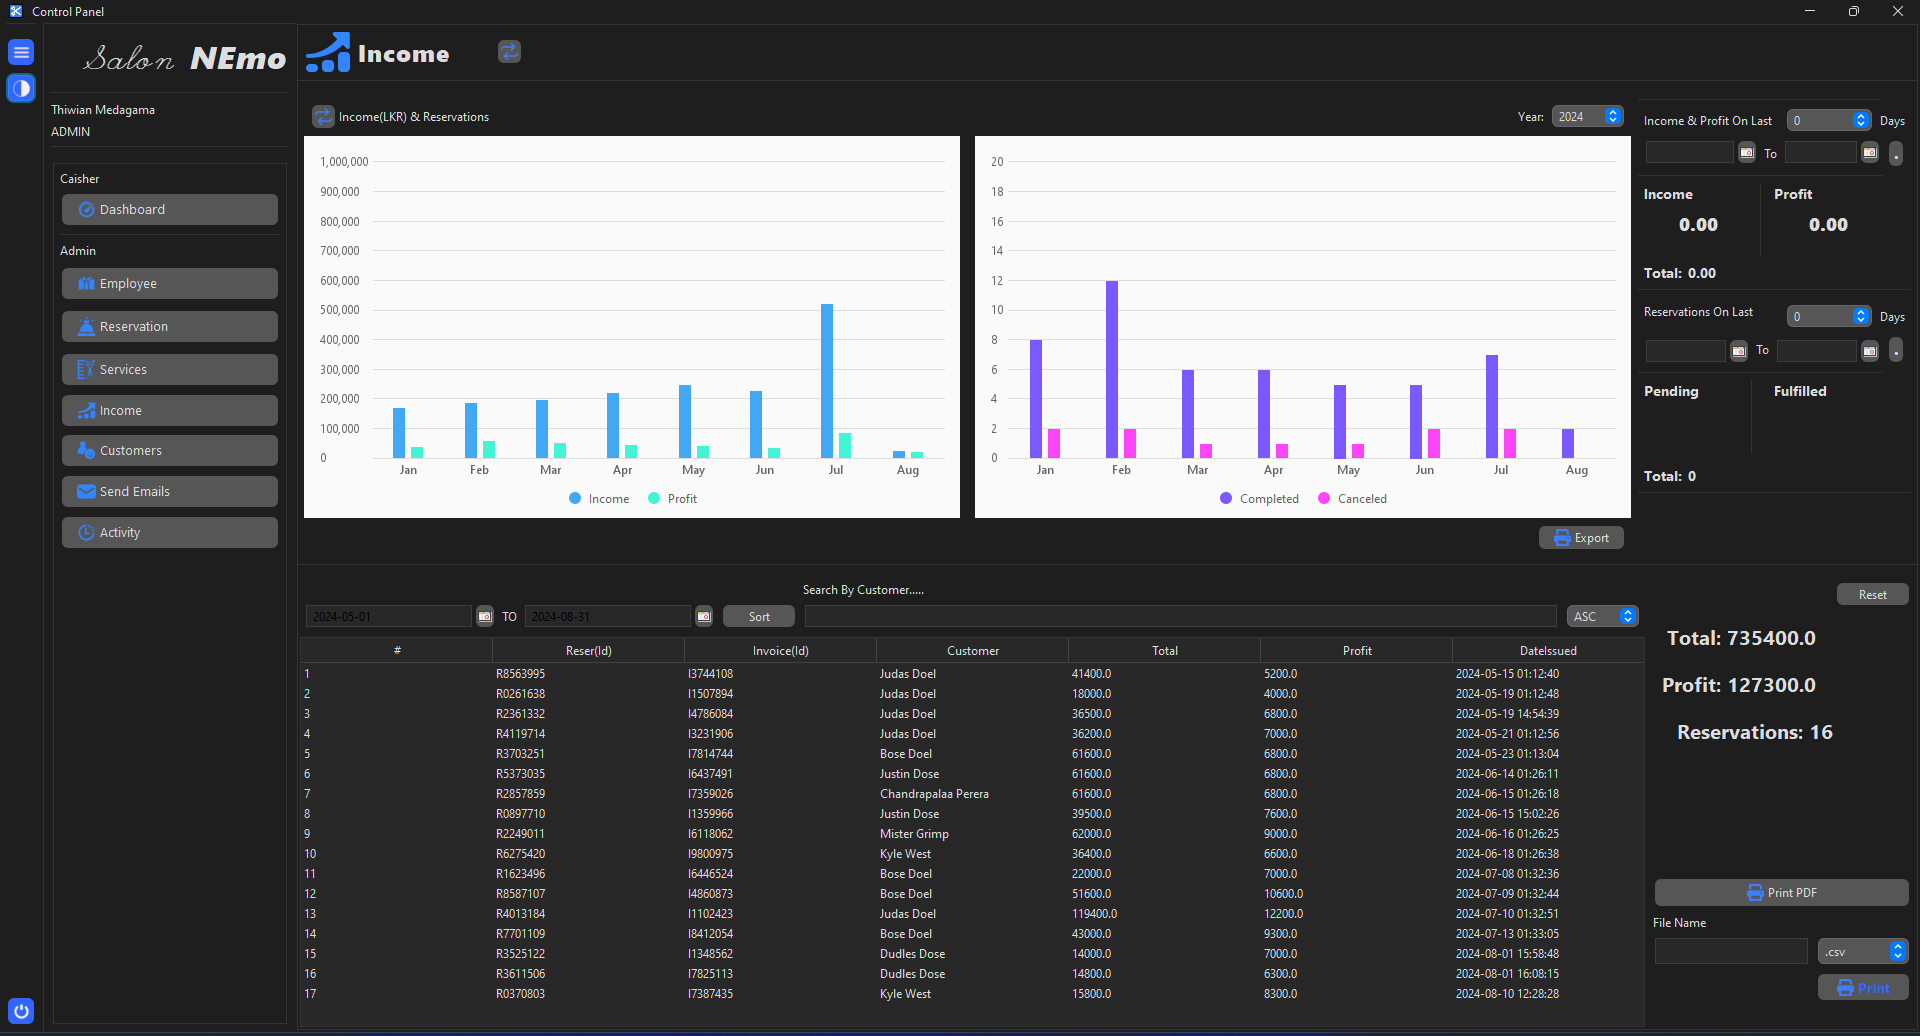 Control Panel
Salon NEmo
Thiwian Medagama
ADMIN
Caisher
Dashboard
Admin
Employee
Reservation
Services
Income
Customers
Send Emails
Activity
Income
Income(LKR) & Reservations
Year: 2024
1,000,000
900,000
800,000
700,000
600,000
500,000
400,000
300,000
200,000
100,000
0
Jan Feb Mar Apr May Jun Jul Aug
Income Profit
20
18
16
14
12
10
8
6
4
2
0
Jan Feb Mar Apr May Jun Jul Aug
Completed Canceled
Export
Income & Profit On Last 0 Days
To .
Income Profit
0.00 0.00
Total: 0.00
Reservations On Last 0 Days
To .
Pending Fulfilled
Total: 0
Search By Customer.....
2024-05-01 TO 2024-08-31 Sort ASC
# Reser(Id) Invoice(Id) Customer Total Profit DateIssued
1 R8563995 I3744108 Judas Doel 41400.0 5200.0 2024-05-15 01:12:40
2 R0261638 I1507894 Judas Doel 18000.0 4000.0 2024-05-19 01:12:48
3 R2361332 I4786084 Judas Doel 36500.0 6800.0 2024-05-19 14:54:39
4 R4119714 I3231906 Judas Doel 36200.0 7000.0 2024-05-21 01:12:56
5 R3703251 I7814744 Bose Doel 61600.0 6800.0 2024-05-23 01:13:04
6 R5373035 I6437491 Justin Dose 61600.0 6800.0 2024-06-14 01:26:11
7 R2857859 I7359026 Chandrapalaa Perera 61600.0 6800.0 2024-06-15 01:26:18
8 R0897710 I1359966 Justin Dose 39500.0 7600.0 2024-06-15 15:02:26
9 R2249011 I6118062 Mister Grimp 62000.0 9000.0 2024-06-16 01:26:25
10 R6275420 I9800975 Kyle West 36400.0 6600.0 2024-06-18 01:26:38
11 R1623496 I6446524 Bose Doel 22000.0 7000.0 2024-07-08 01:32:36
12 R8587107 I4860873 Bose Doel 51600.0 10600.0 2024-07-09 01:32:44
13 R4013184 I1102423 Judas Doel 119400.0 12200.0 2024-07-10 01:32:51
14 R7701109 I8412054 Bose Doel 43000.0 9300.0 2024-07-13 01:33:05
15 R3525122 I1348562 Dudles Dose 14000.0 7000.0 2024-08-01 15:58:48
16 R3611506 I7825113 Dudles Dose 14800.0 6300.0 2024-08-01 16:08:15
17 R0370803 I7387435 Kyle West 15800.0 8300.0 2024-08-10 12:28:28
Reset
Total: 735400.0
Profit: 127300.0
Reservations: 16
Print PDF
File Name
.csv
Print